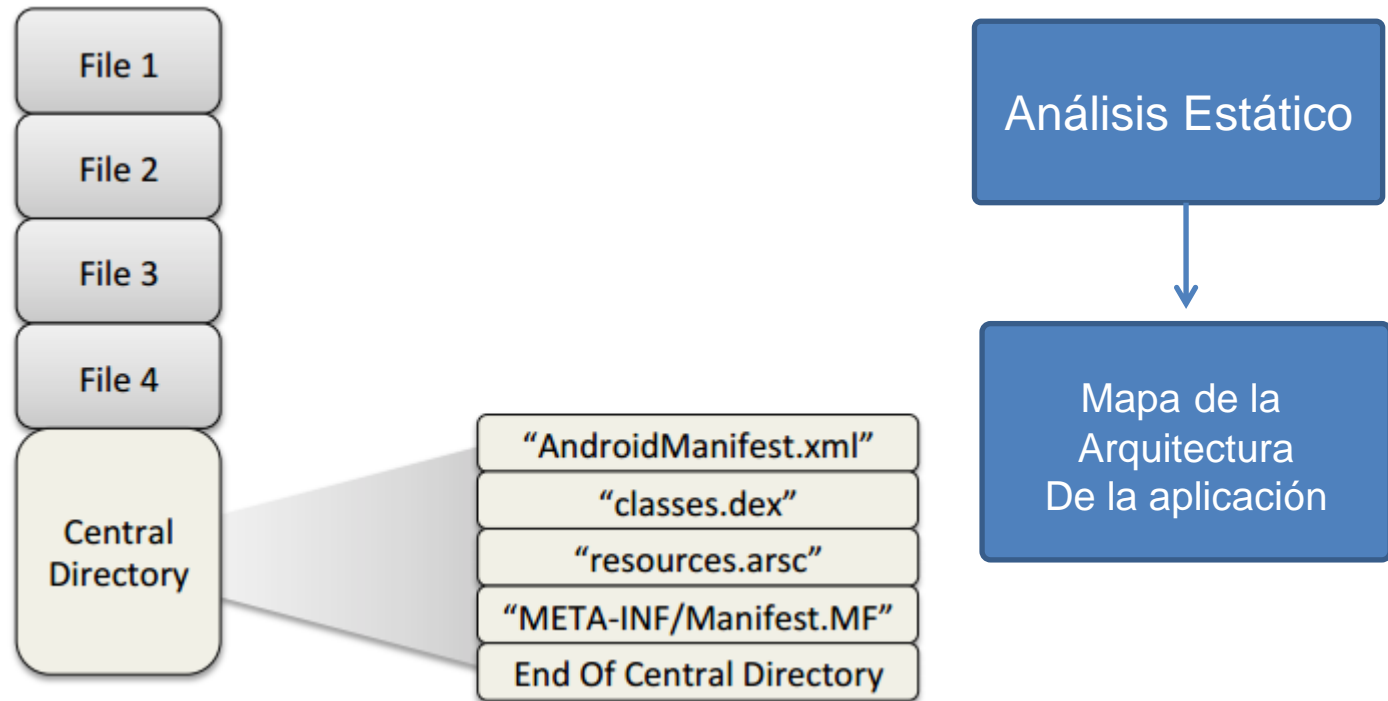 File 1
File 2
File 3
File 4
Central
Directory
“AndroidManifest.xml”
“classes.dex”
“resources.arsc”
“META-INF/Manifest.MF”
End Of Central Directory
Análisis Estático
Mapa de la
Arquitectura
De la aplicación